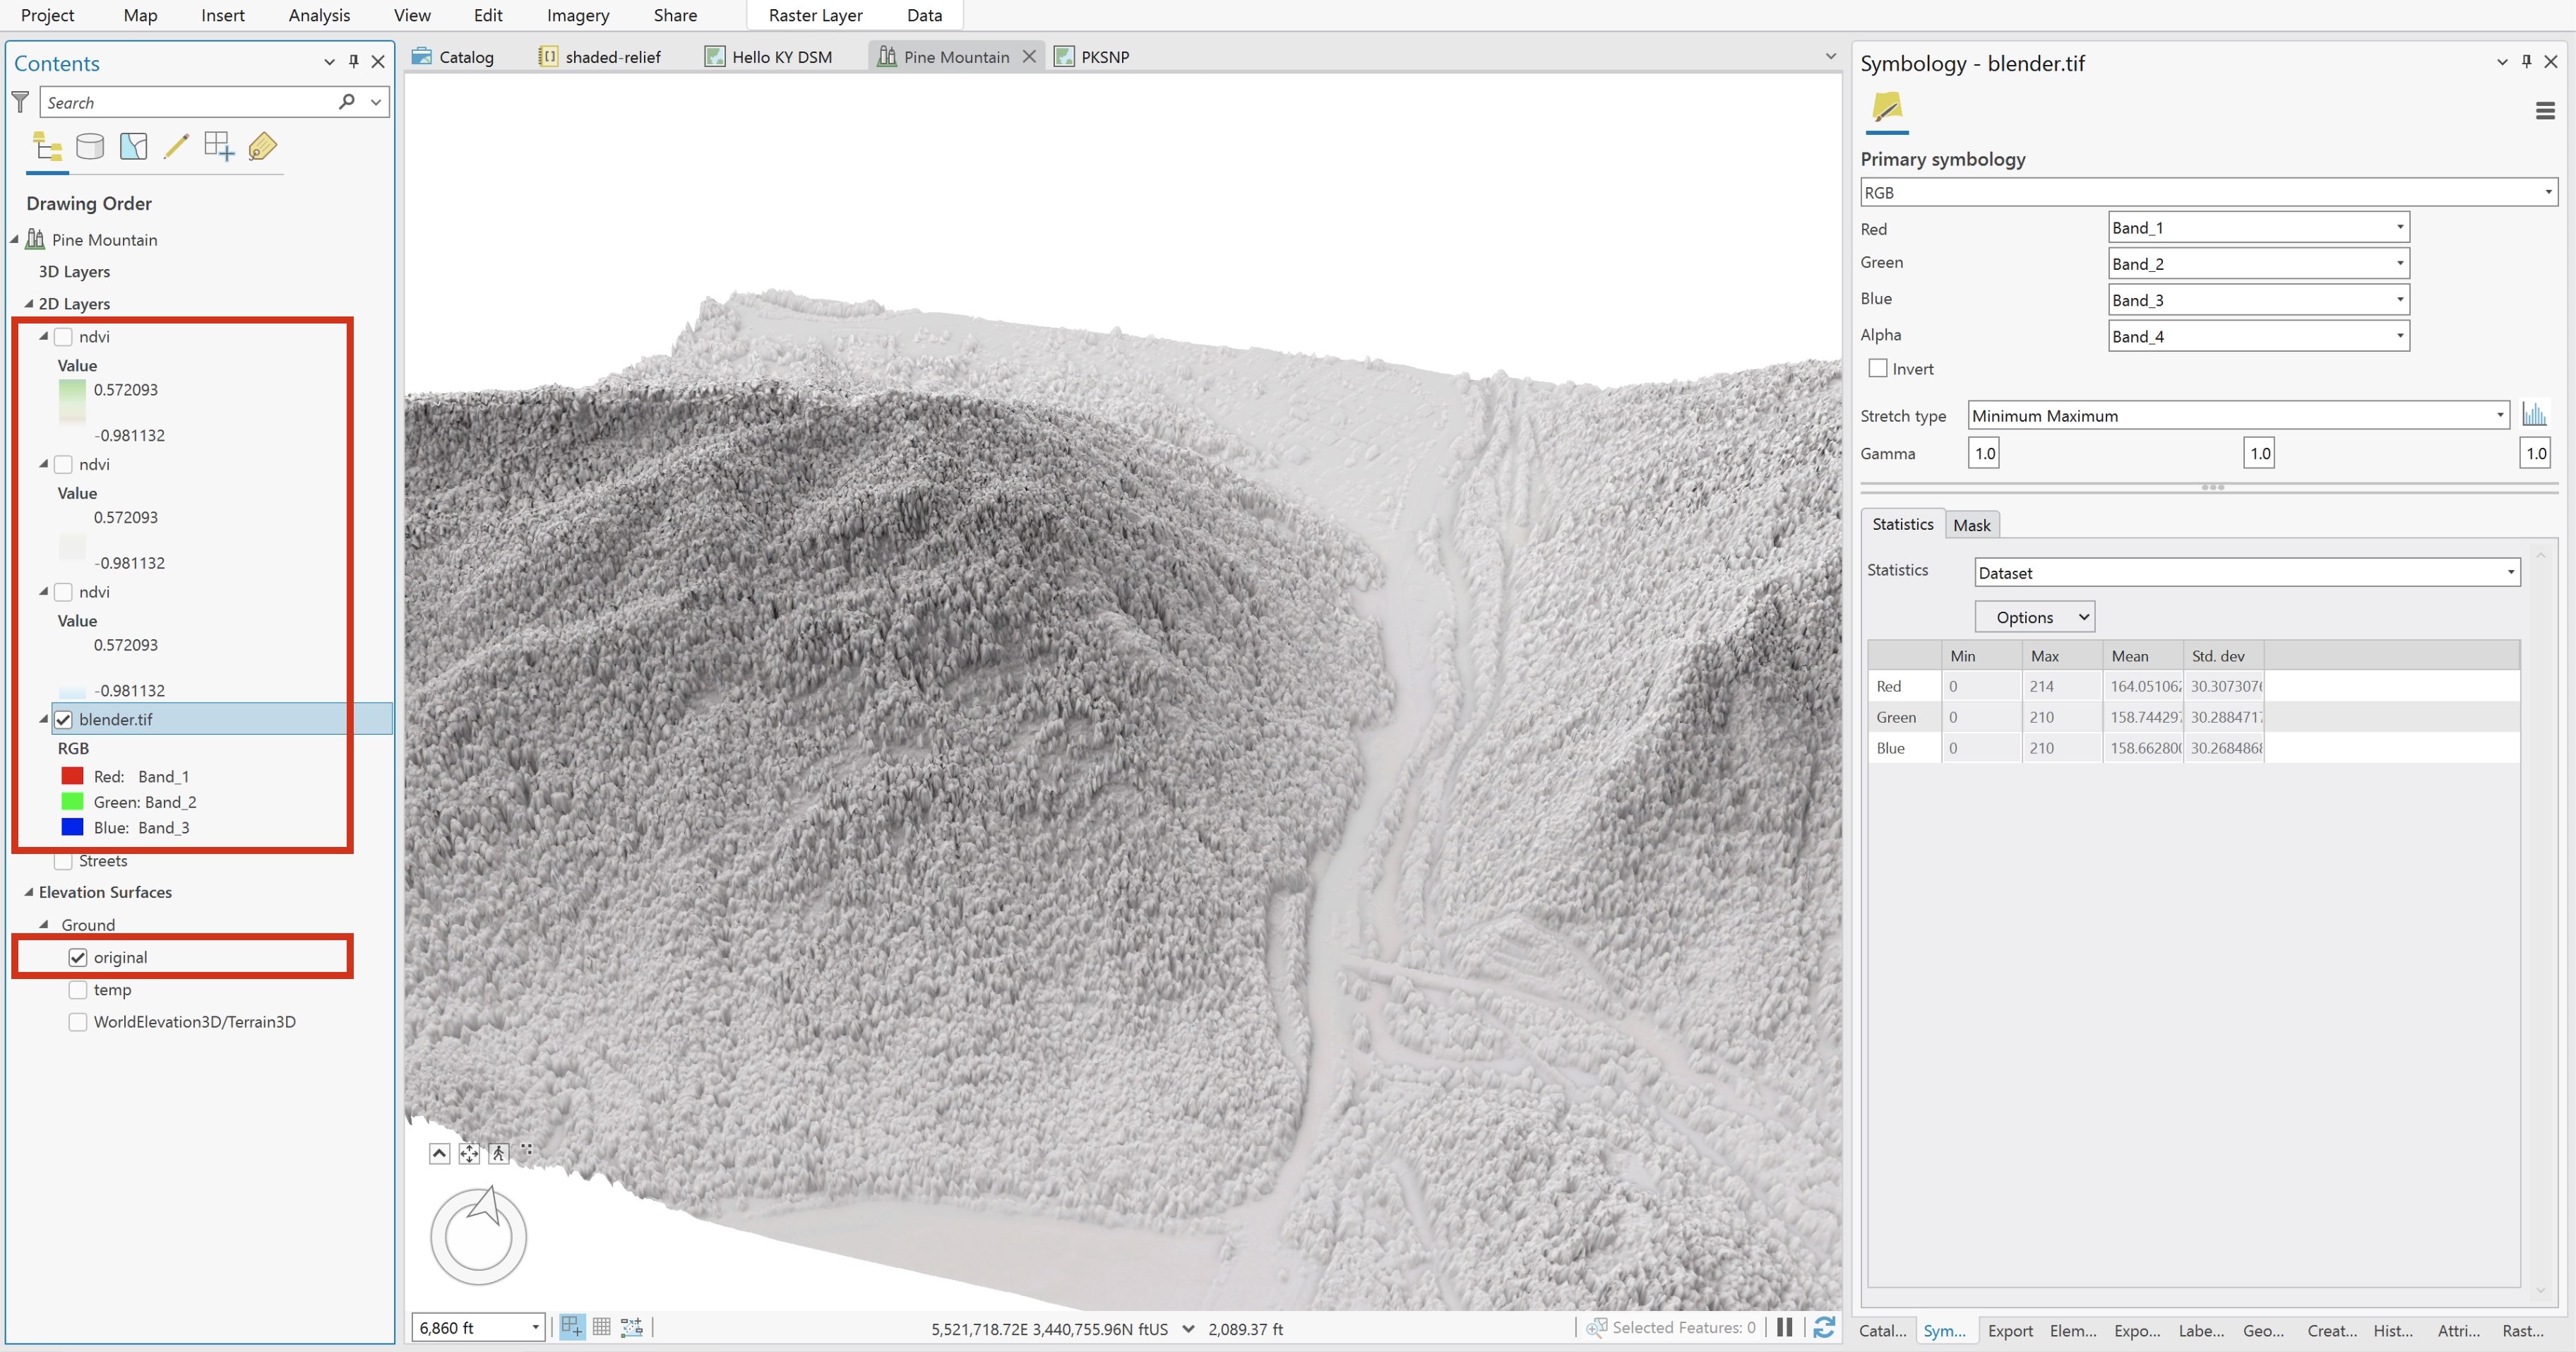 Project Map Insert Analysis View Edit Imagery Share Raster Layer Data
Contents
Search
Drawing Order
Pine Mountain
3D Layers
2D Layers
ndvi
Value
0.572093
-0.981132
ndvi
Value
0.572093
-0.981132
ndvi
Value
0.572093
-0.981132
blender.tif
RGB
Red: Band_1
Green: Band_2
Blue: Band_3
Streets
Elevation Surfaces
Ground
original
temp
WorldElevation3D/Terrain3D
Catalog shaded-relief Hello KY DSM Pine Mountain PKSNP
6,860 ft
5,521,718.72E 3,440,755.96N ftUS 2,089.37 ft
Selected Features: 0
Symbology - blender.tif
Primary symbology
RGB
Red Band_1
Green Band_2
Blue Band_3
Alpha Band_4
Invert
Stretch type Minimum Maximum
Gamma 1.0 1.0 1.0
Statistics Mask
Statistics Dataset
Options
Min Max Mean Std. dev
Red 0 214 164.05106 30.307307
Green 0 210 158.74429 30.288471
Blue 0 210 158.66280 30.268486
Catal... Sym... Export Elem... Expo... Labe... Geo... Creat... Hist... Attri... Rast...